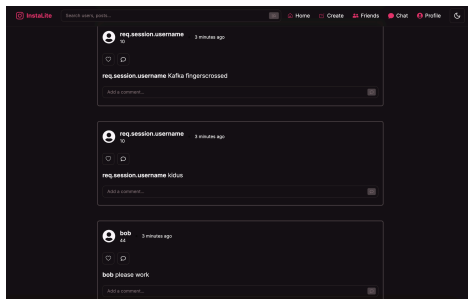 InstaLite
Search users, posts...
Home
Create
Friends
Chat
Profile
req.session.username
10
3 minutes ago
req.session.username Kafka fingerscrossed
Add a comment...
req.session.username
10
3 minutes ago
req.session.username kidus
Add a comment...
bob
44
3 minutes ago
bob please work
Add a comment...